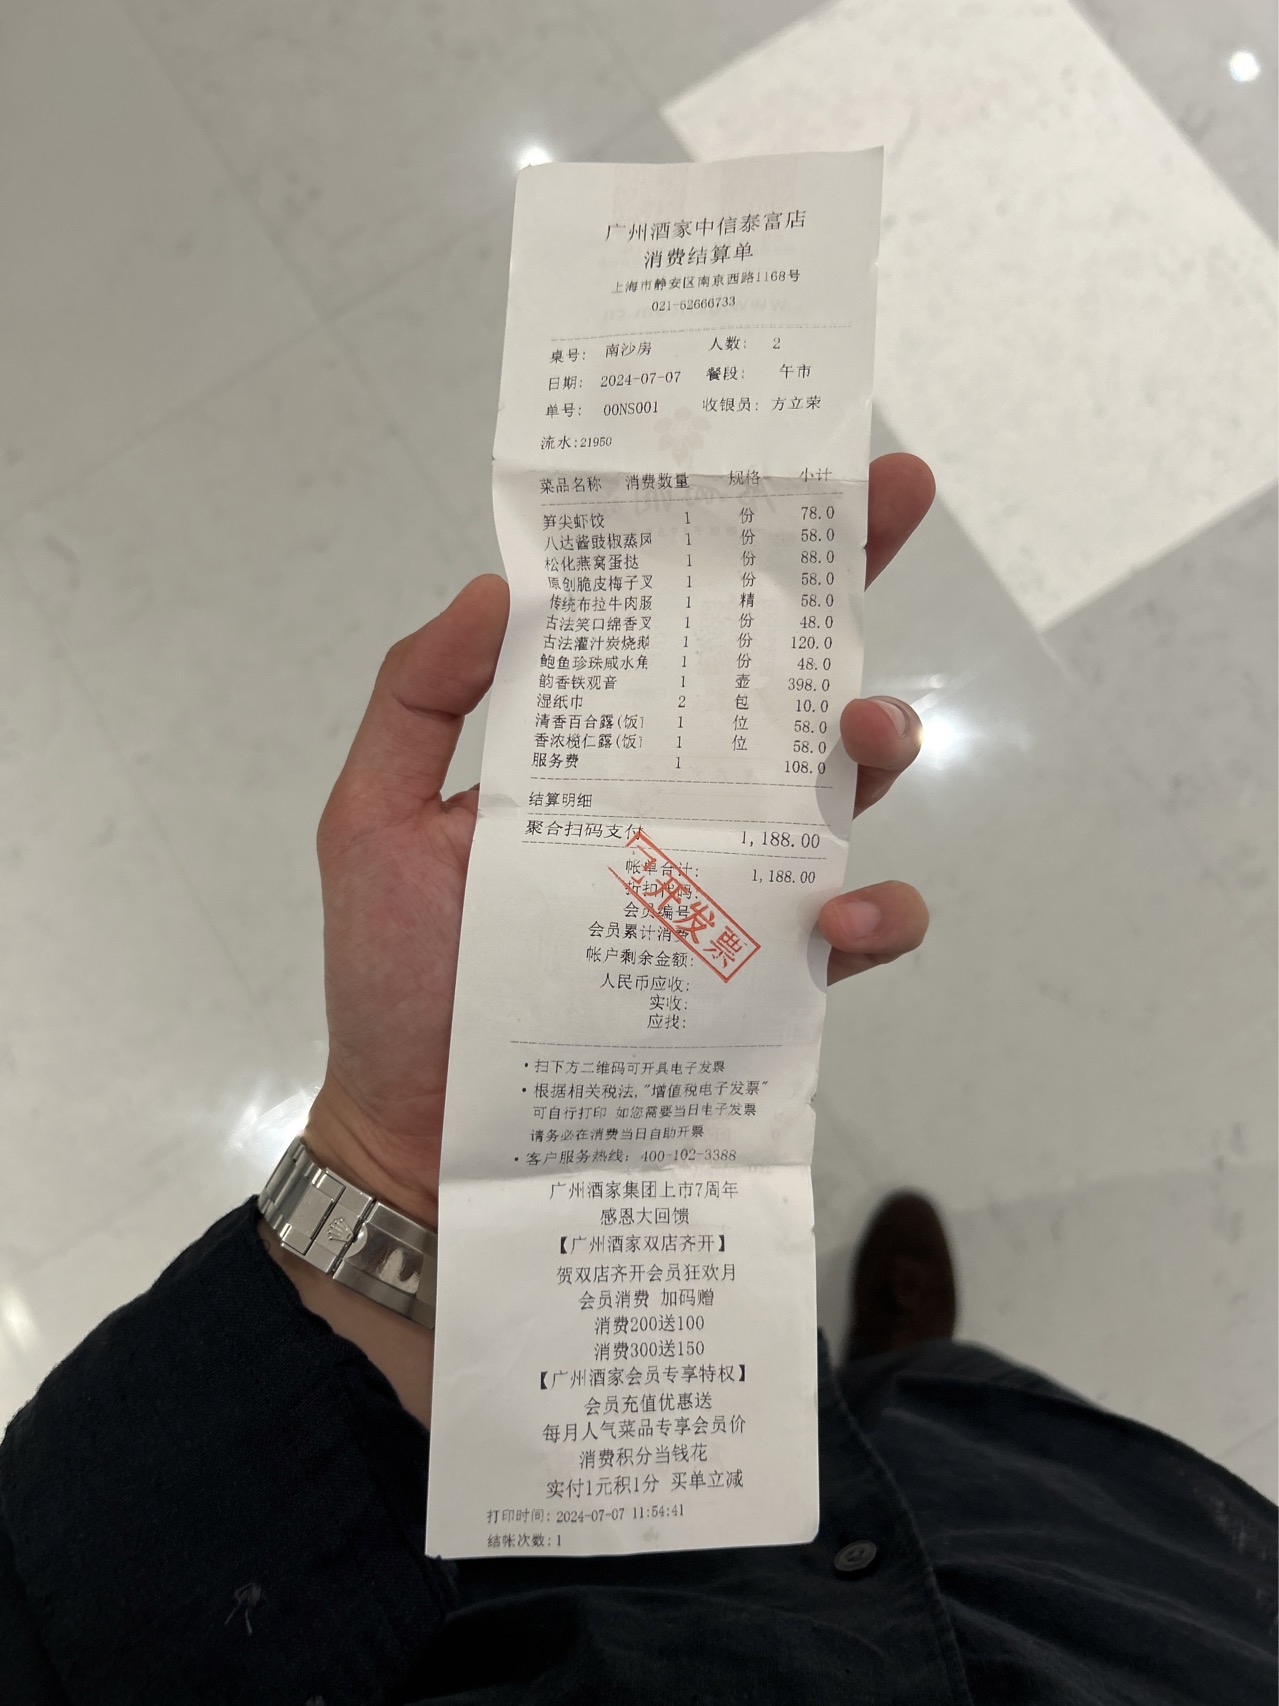 广州酒家中信泰富店
消费结算单
上海市静安区南京西路1168号
021-52666733
桌号: 南沙房 人数: 2
日期: 2024-07-07 餐段: 午市
单号: 00NS001 收银员: 方立荣
流水:21950
菜品名称 消费数量 规格 小计
笋尖虾饺 1 份 78.0
八达酱豉椒蒸凤 1 份 58.0
松化燕窝蛋挞 1 份 88.0
原创脆皮梅子叉 1 份 58.0
传统布拉牛肉肠 1 精 58.0
古法笑口绵香叉 1 份 48.0
古法灌汁炭烧鹅 1 份 120.0
鲍鱼珍珠咸水角 1 份 48.0
韵香铁观音 1 壶 398.0
湿纸巾 2 包 10.0
清香百合露(饭 1 位 58.0
香浓榄仁露(饭 1 位 58.0
服务费 1 108.0
结算明细
聚合扫码支付 1,188.00
帐单合计: 1,188.00
折扣代码:
会员编号
会员累计消费
帐户剩余金额:
人民币应收:
实收:
应找:
已开发票
·扫下方二维码可开具电子发票
·根据相关税法,"增值税电子发票"
可自行打印 如您需要当日电子发票
请务必在消费当日自助开票
·客户服务热线: 400-102-3388
广州酒家集团上市7周年
感恩大回馈
【广州酒家双店齐开】
贺双店齐开会员狂欢月
会员消费 加码赠
消费200送100
消费300送150
【广州酒家会员专享特权】
会员充值优惠送
每月人气菜品专享会员价
消费积分当钱花
实付1元积1分 买单立减
打印时间: 2024-07-07 11:54:41
结帐次数:1